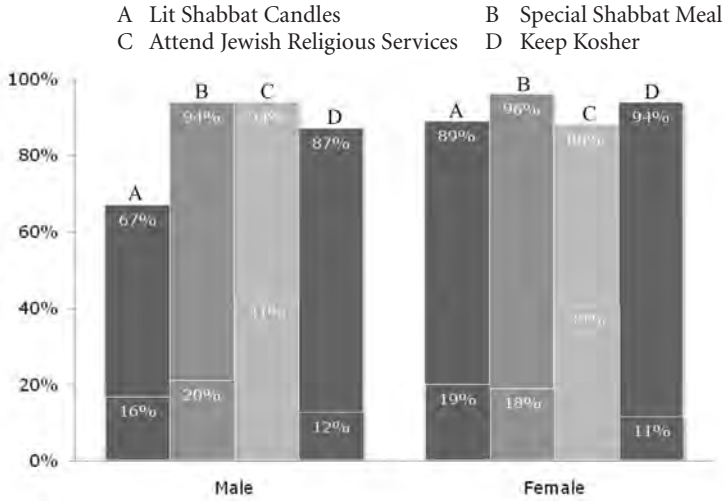 A Lit Shabbat Candles B Special Shabbat Meal
C Attend Jewish Religious Services D Keep Kosher
100%
80%
60%
40%
20%
0%
A
67%
16%
B
94%
20%
C
D
87%
12%
A
89%
19%
B
96%
18%
C
88%
D
94%
11%
Male Female